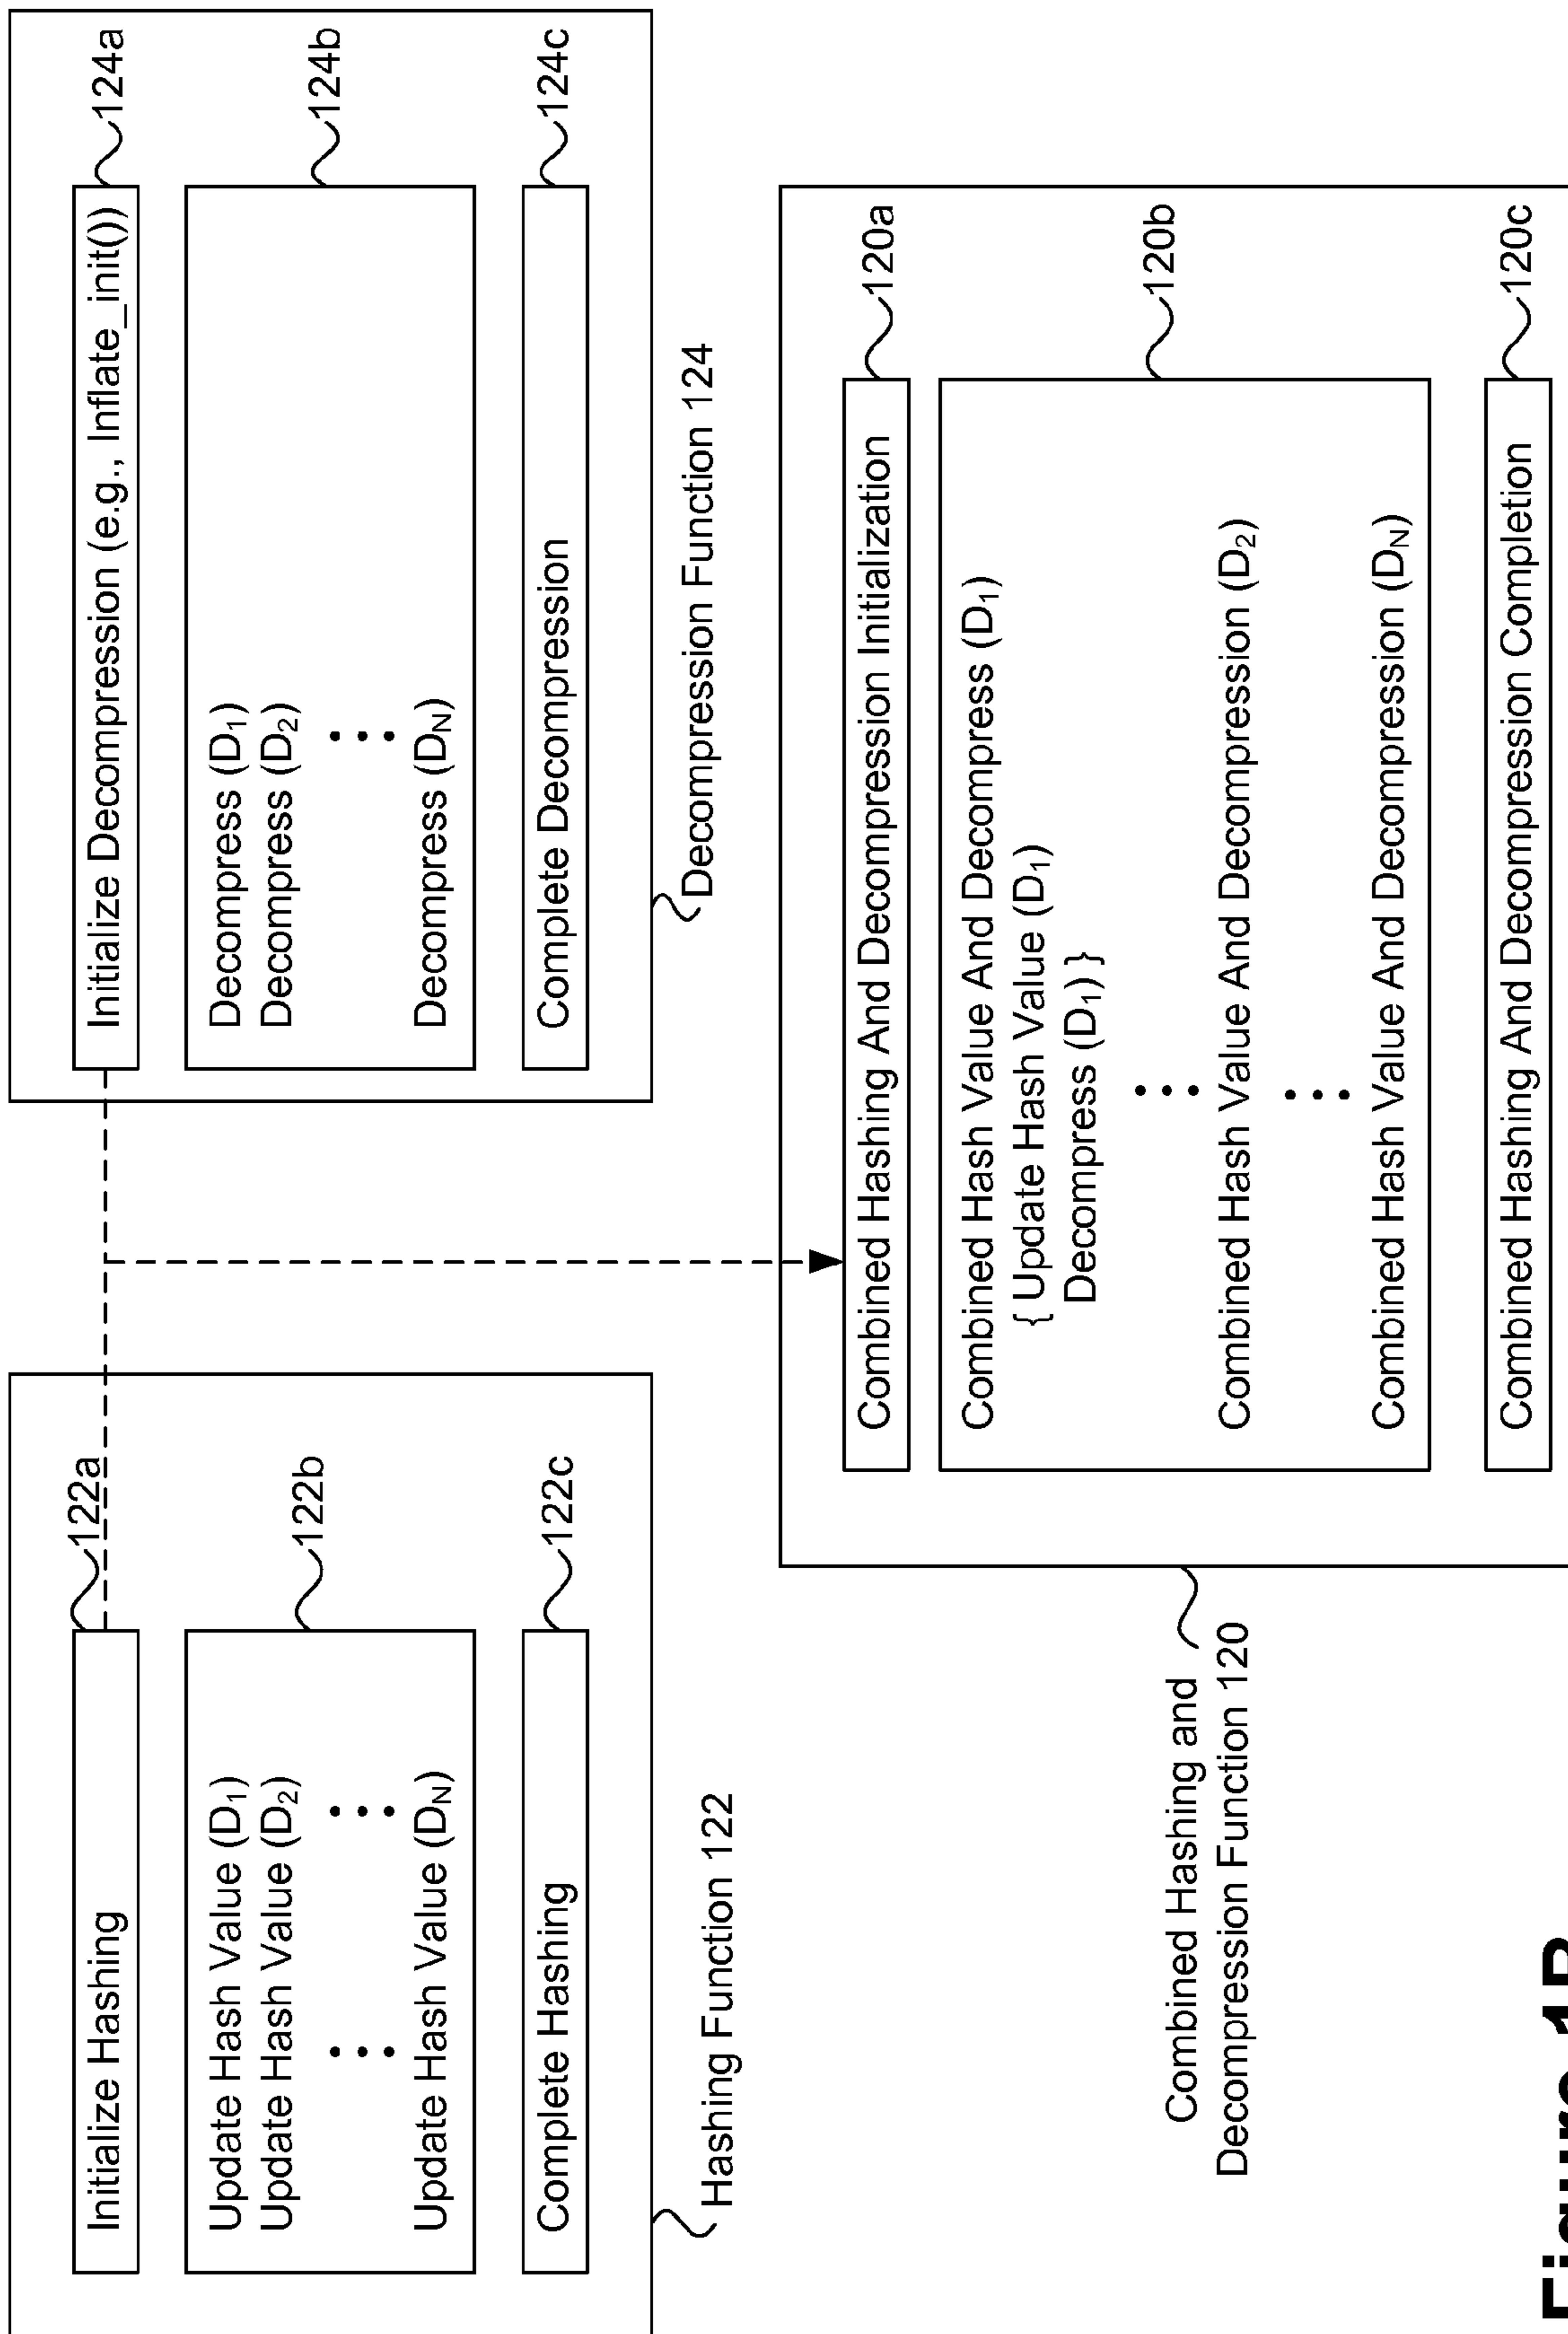 Initialize Hashing
122a
Update Hash Value (D₁)
Update Hash Value (D₂)
Update Hash Value (Dₙ)
122b
Complete Hashing
122c
Hashing Function 122
Initialize Decompression (e.g., Inflate_init())
124a
Decompress (D₁)
Decompress (D₂)
Decompress (Dₙ)
124b
Complete Decompression
124c
Decompression Function 124
Combined Hashing and
Decompression Function 120
Combined Hashing And Decompression Initialization
120a
Combined Hash Value And Decompress (D₁)
{ Update Hash Value (D₁)
Decompress (D₁) }
Combined Hash Value And Decompression (D₂)
Combined Hash Value And Decompression (Dₙ)
120b
Combined Hashing And Decompression Completion
120c
Figure 1B